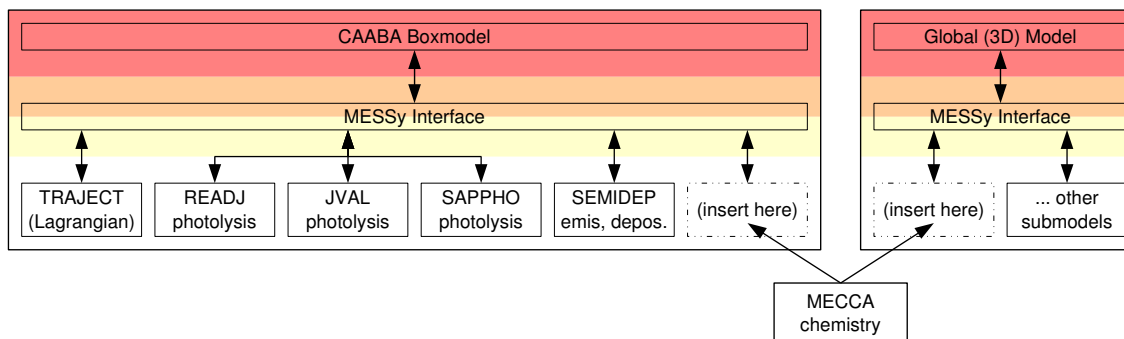 CAABA Boxmodel
MESSy Interface
TRAJECT
(Lagrangian)
READJ
photolysis
JVAL
photolysis
SAPPHO
photolysis
SEMIDEP
emis, depos.
(insert here)
Global (3D) Model
MESSy Interface
(insert here)
... other
submodels
MECCA
chemistry